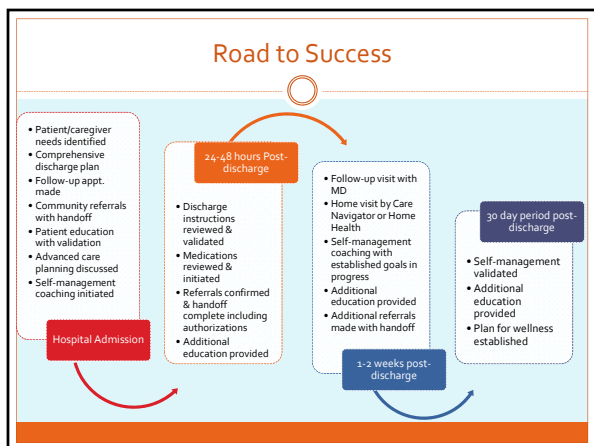 Road to Success
• Patient/caregiver
needs identified
• Comprehensive
discharge plan
• Follow-up appt.
made
• Community referrals
with handoff
• Patient education
with validation
• Advanced care
planning discussed
• Self-management
coaching initiated
Hospital Admission
24-48 hours Post-
discharge
• Discharge
instructions
reviewed &
validated
• Medications
reviewed &
initiated
• Referrals confirmed
& handoff
complete including
authorizations
• Additional
education provided
• Follow-up visit with
MD
• Home visit by Care
Navigator or Home
Health
• Self-management
coaching with
established goals in
progress
• Additional
education provided
• Additional referrals
made with handoff
1-2 weeks post-
discharge
30 day period post-
discharge
• Self-management
validated
• Additional
education
provided
• Plan for wellness
established